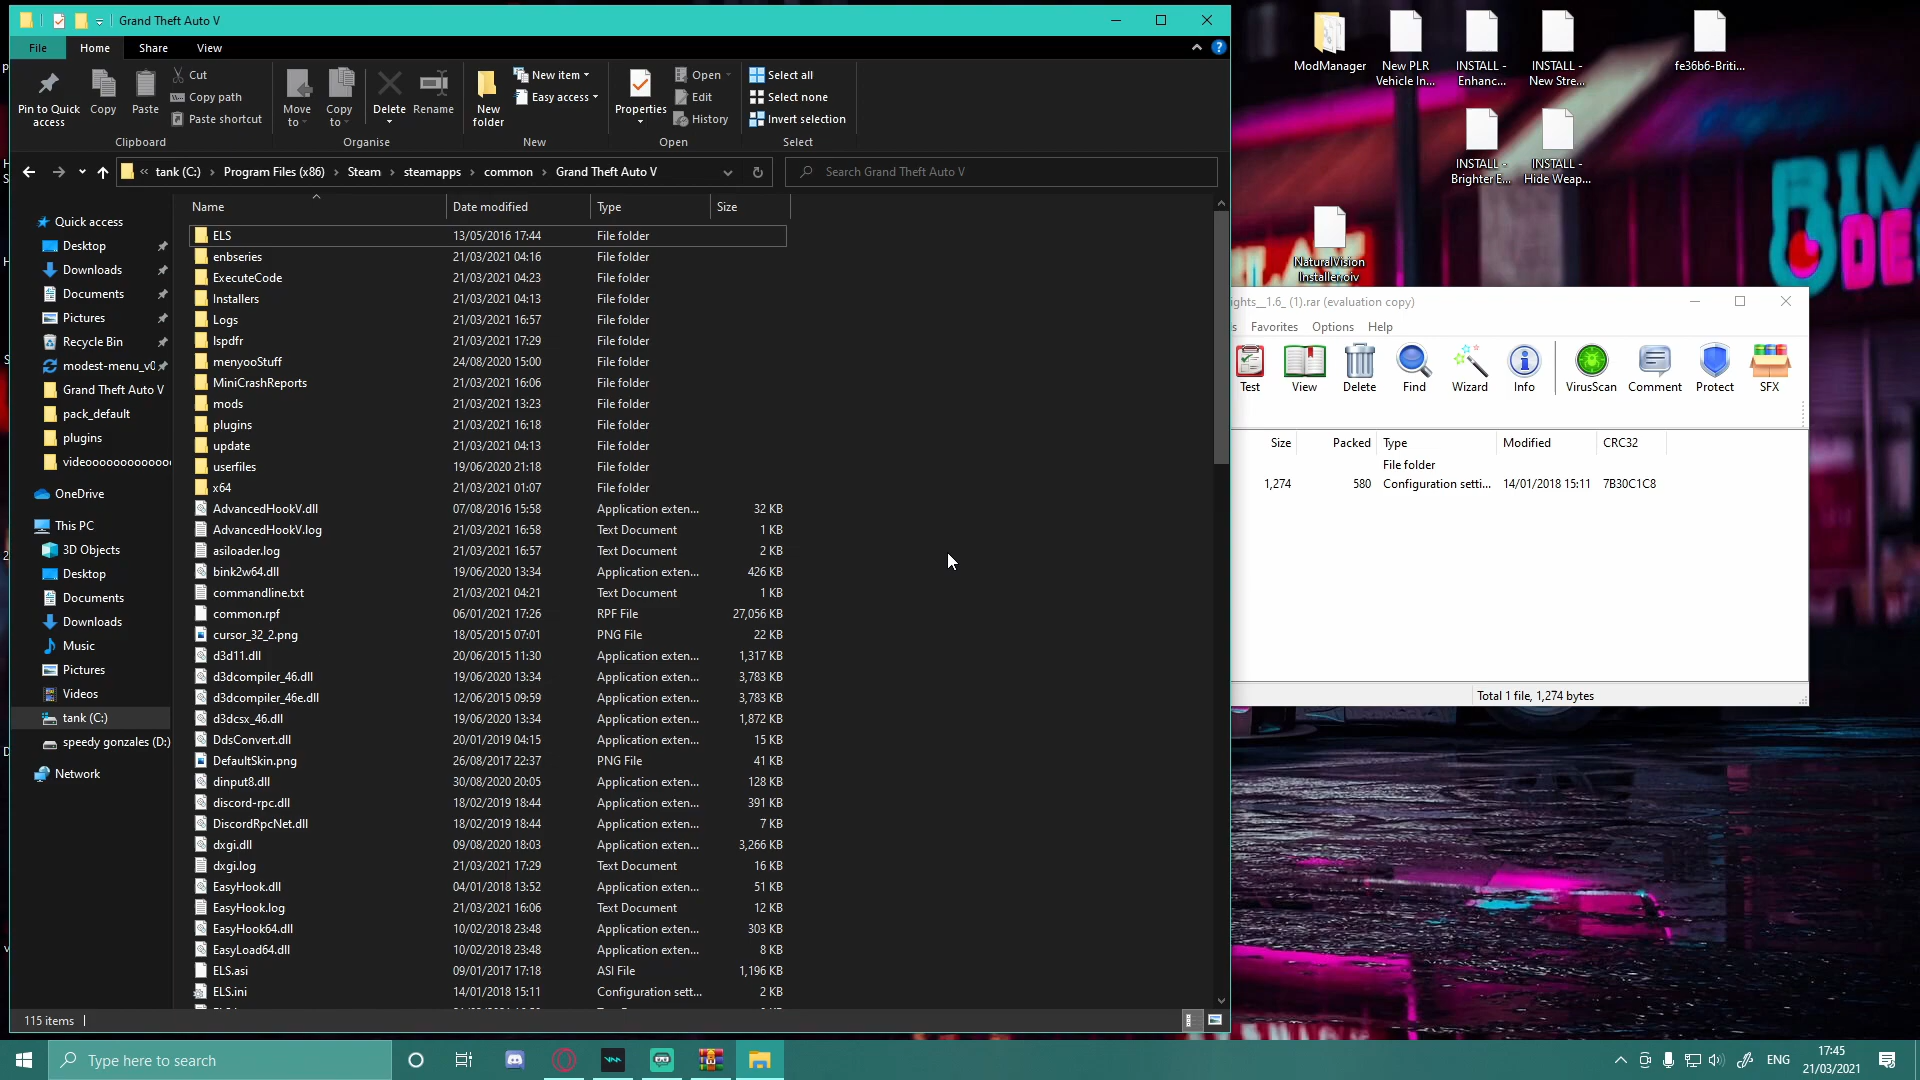 Grand Theft Auto V
File Home Share View
Pin to Quick access
Copy
Paste
Cut
Copy path
Paste shortcut
Clipboard
Move to
Copy to
Delete
Rename
Organise
New folder
New item
Easy access
New
Properties
Open
Edit
History
Open
Select all
Select none
Invert selection
Select
« tank (C:) › Program Files (x86) › Steam › steamapps › common › Grand Theft Auto V
Search Grand Theft Auto V
Quick access
Desktop
Downloads
Documents
Pictures
Recycle Bin
modest-menu_v0
Grand Theft Auto V
pack_default
plugins
videooooooooooooo
OneDrive
This PC
3D Objects
Desktop
Documents
Downloads
Music
Pictures
Videos
tank (C:)
speedy gonzales (D:)
Network
Name Date modified Type Size
ELS 13/05/2016 17:44 File folder
enbseries 21/03/2021 04:16 File folder
ExecuteCode 21/03/2021 04:23 File folder
Installers 21/03/2021 04:13 File folder
Logs 21/03/2021 16:57 File folder
lspdfr 21/03/2021 17:29 File folder
menyooStuff 24/08/2020 15:00 File folder
MiniCrashReports 21/03/2021 16:06 File folder
mods 21/03/2021 13:23 File folder
plugins 21/03/2021 16:18 File folder
update 21/03/2021 04:13 File folder
userfiles 19/06/2020 21:18 File folder
x64 21/03/2021 01:07 File folder
AdvancedHookV.dll 07/08/2016 15:58 Application exten... 32 KB
AdvancedHookV.log 21/03/2021 16:58 Text Document 1 KB
asiloader.log 21/03/2021 16:57 Text Document 2 KB
bink2w64.dll 19/06/2020 13:34 Application exten... 426 KB
commandline.txt 21/03/2021 04:21 Text Document 1 KB
common.rpf 06/01/2021 17:26 RPF File 27,056 KB
cursor_32_2.png 18/05/2015 07:01 PNG File 22 KB
d3d11.dll 20/06/2015 11:30 Application exten... 1,317 KB
d3dcompiler_46.dll 19/06/2020 13:34 Application exten... 3,783 KB
d3dcompiler_46e.dll 12/06/2015 09:59 Application exten... 3,783 KB
d3dcsx_46.dll 19/06/2020 13:34 Application exten... 1,872 KB
DdsConvert.dll 20/01/2019 04:15 Application exten... 15 KB
DefaultSkin.png 26/08/2017 22:37 PNG File 41 KB
dinput8.dll 30/08/2020 20:05 Application exten... 128 KB
discord-rpc.dll 18/02/2019 18:44 Application exten... 391 KB
DiscordRpcNet.dll 18/02/2019 18:44 Application exten... 7 KB
dxgi.dll 09/08/2020 18:03 Application exten... 3,266 KB
dxgi.log 21/03/2021 17:29 Text Document 16 KB
EasyHook.dll 04/01/2018 13:52 Application exten... 51 KB
EasyHook.log 21/03/2021 16:06 Text Document 12 KB
EasyHook64.dll 10/02/2018 23:48 Application exten... 303 KB
EasyLoad64.dll 10/02/2018 23:48 Application exten... 8 KB
ELS.asi 09/01/2017 17:18 ASI File 1,196 KB
ELS.ini 14/01/2018 15:11 Configuration sett... 2 KB
115 items
ModManager
New PLR Vehicle In...
INSTALL - Enhanc...
INSTALL - New Stre...
fe36b6-Briti...
INSTALL - Brighter E...
INSTALL - Hide Weap...
NaturalVision Installer.oiv
ights__1.6_ (1).rar (evaluation copy)
s Favorites Options Help
Test View Delete Find Wizard Info VirusScan Comment Protect SFX
Size Packed Type Modified CRC32
File folder
1,274 580 Configuration setti... 14/01/2018 15:11 7B30C1C8
Total 1 file, 1,274 bytes
BIM
DE
Type here to search
ENG
17:45
21/03/2021